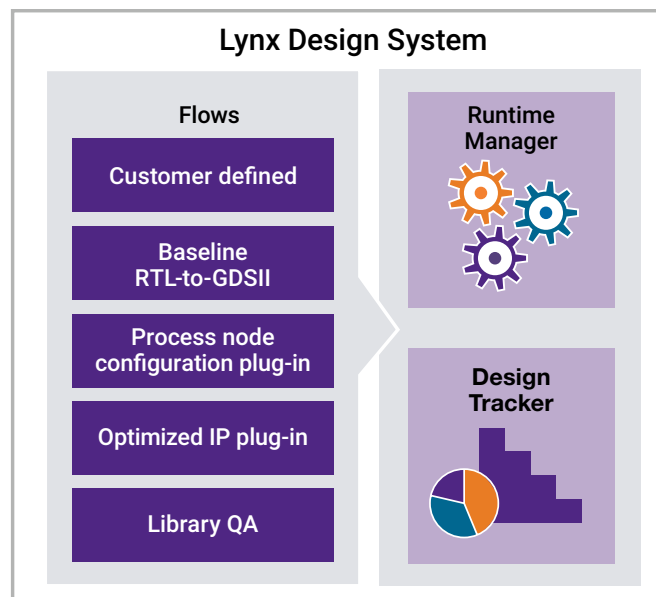 Lynx Design System
Flows
Customer defined
Baseline
RTL-to-GDSII
Process node
configuration plug-in
Optimized IP plug-in
Library QA
Runtime
Manager
Design
Tracker